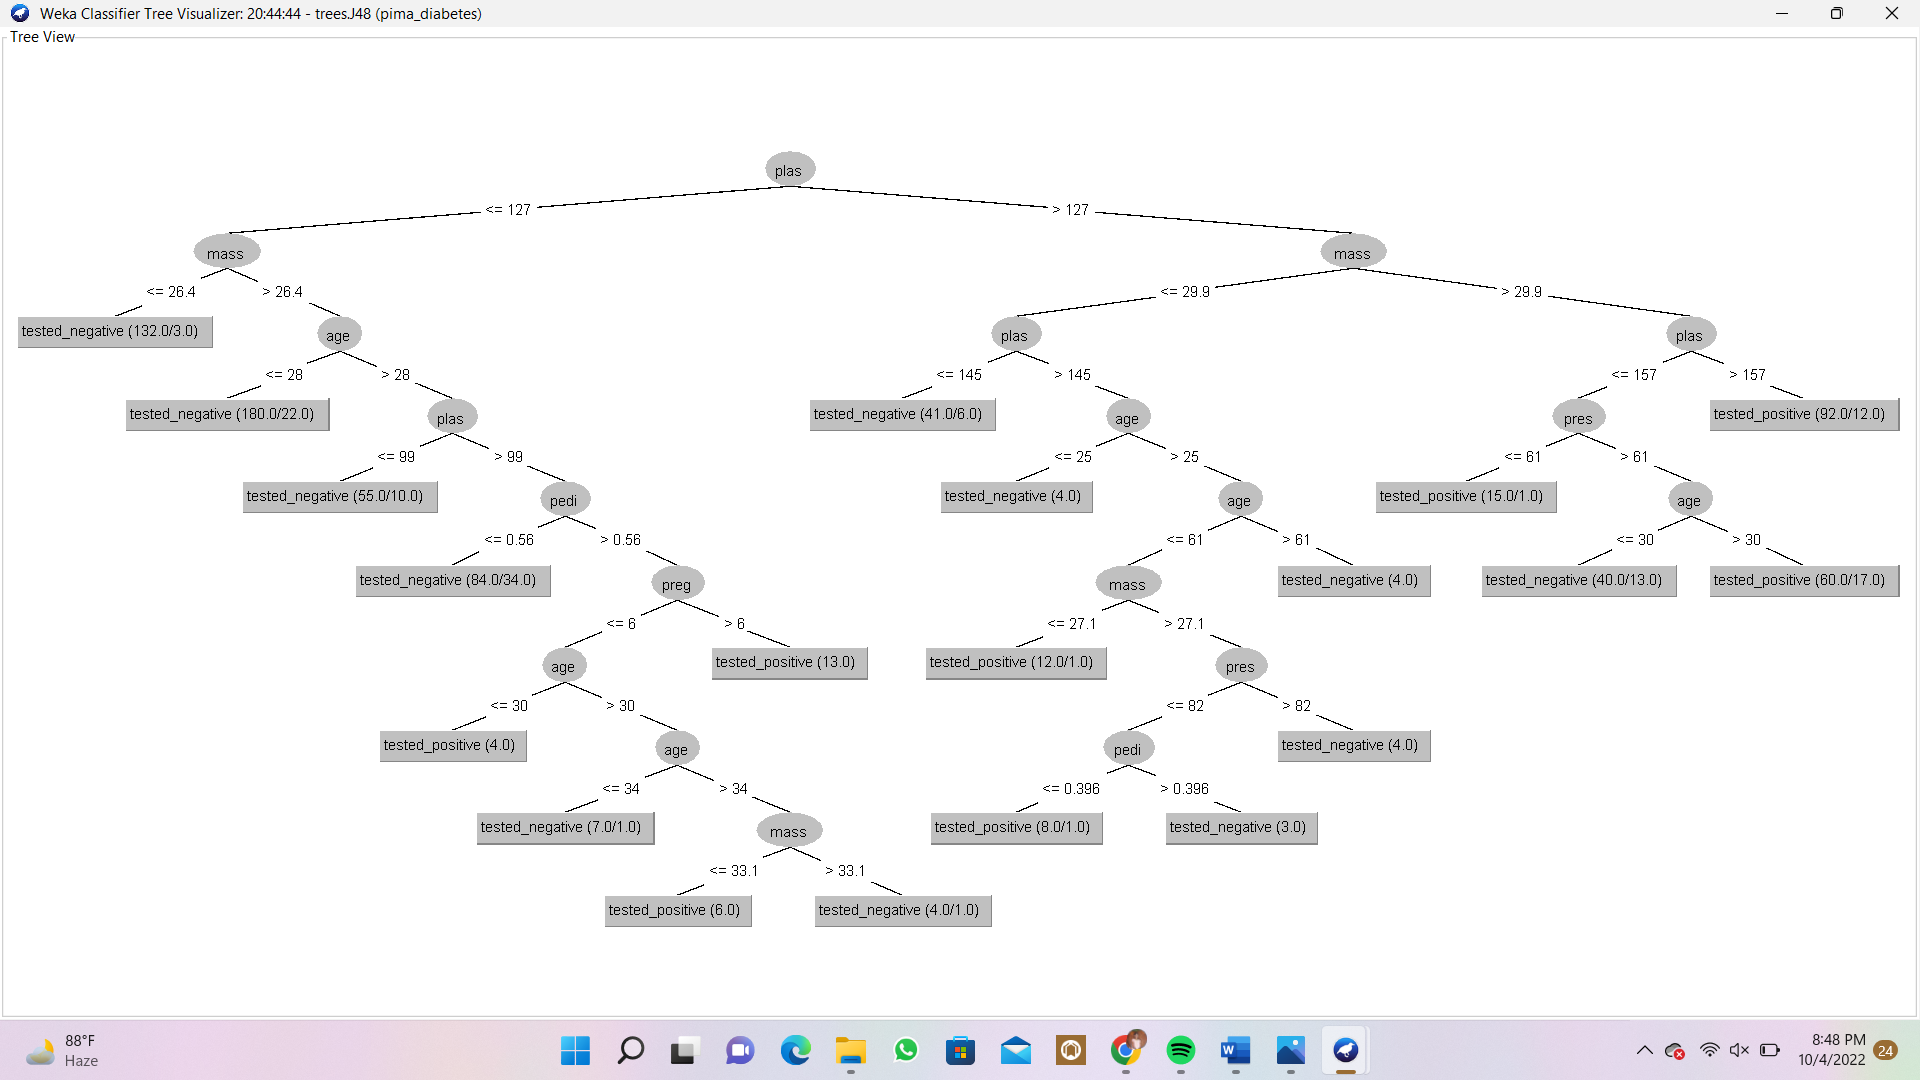 Weka Classifier Tree Visualizer: 20:44:44 - trees.J48 (pima_diabetes)
Tree View
plas
<= 127
> 127
mass
mass
<= 26.4
> 26.4
<= 29.9
> 29.9
tested_negative (132.0/3.0)
age
plas
plas
<= 28
> 28
<= 145
> 145
<= 157
> 157
tested_negative (180.0/22.0)
plas
tested_negative (41.0/6.0)
age
pres
tested_positive (92.0/12.0)
<= 99
> 99
<= 25
> 25
<= 61
> 61
tested_negative (55.0/10.0)
pedi
tested_negative (4.0)
age
tested_positive (15.0/1.0)
age
<= 0.56
> 0.56
<= 61
> 61
<= 30
> 30
tested_negative (84.0/34.0)
preg
mass
tested_negative (4.0)
tested_negative (40.0/13.0)
tested_positive (60.0/17.0)
<= 6
> 6
<= 27.1
> 27.1
age
tested_positive (13.0)
tested_positive (12.0/1.0)
pres
<= 30
> 30
<= 82
> 82
tested_positive (4.0)
age
pedi
tested_negative (4.0)
<= 34
> 34
<= 0.396
> 0.396
tested_negative (7.0/1.0)
mass
tested_positive (8.0/1.0)
tested_negative (3.0)
<= 33.1
> 33.1
tested_positive (6.0)
tested_negative (4.0/1.0)
88°F
Haze
W
8:48 PM
10/4/2022
24